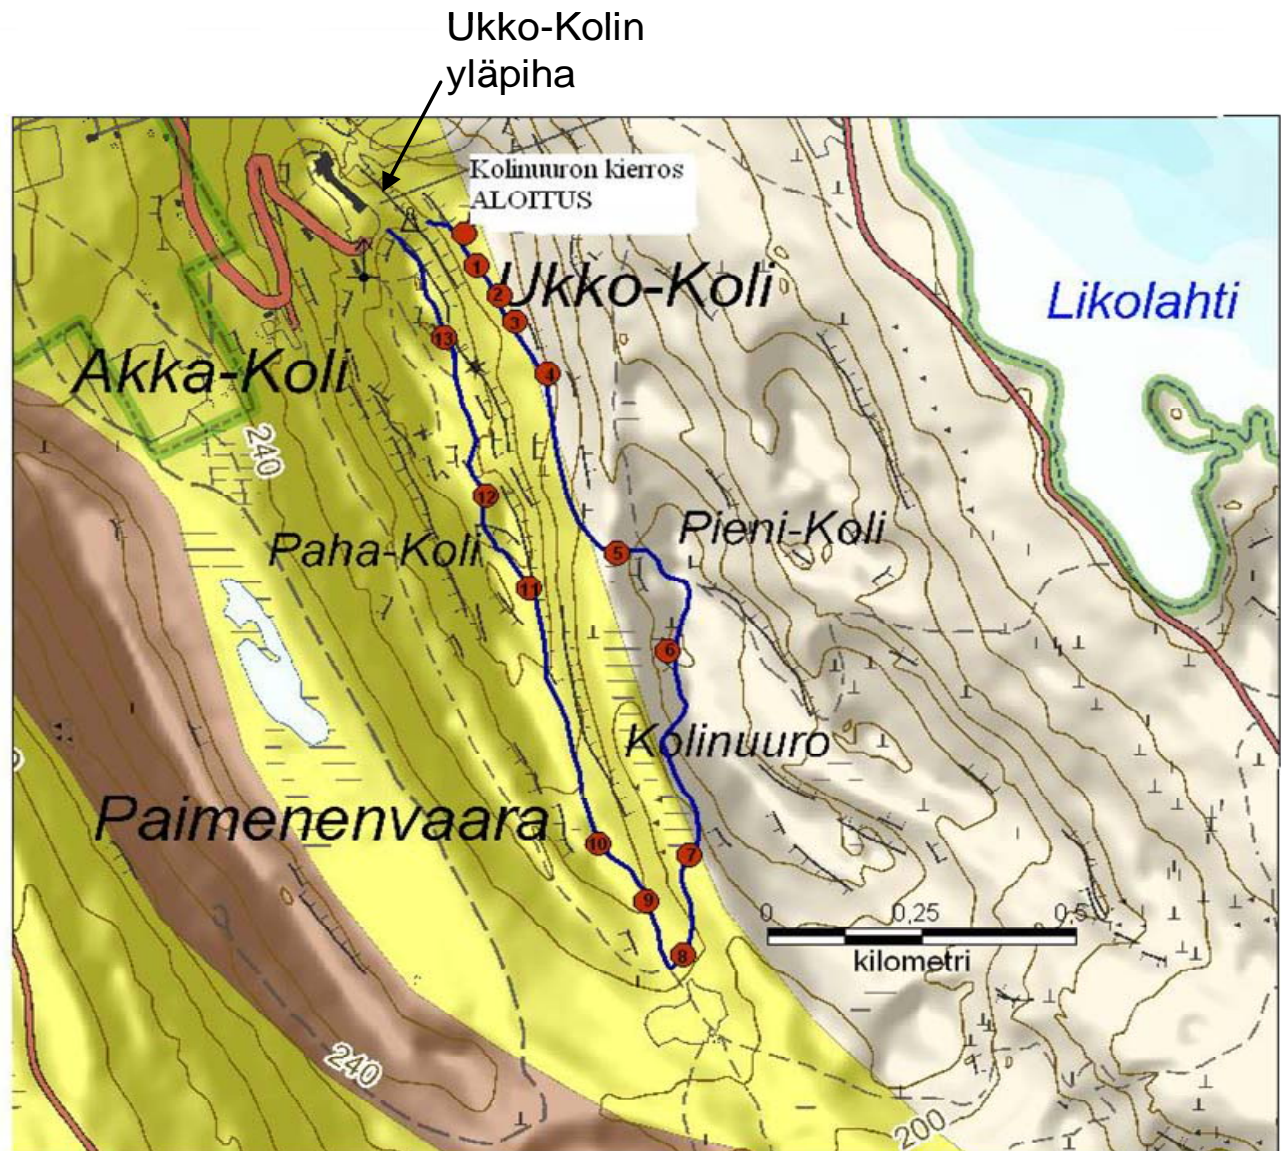 Ukko-Kolin
yläpiha
Kolinuuron kierros
ALOITUS
1
2
Ukko-Koli
3
Likolahti
13
4
Akka-Koli
240
12
Pieni-Koli
5
Paha-Koli
11
6
Kolinuuro
Paimenenvaara
10
7
9
0 0,25 0,5
8
kilometri
240
200